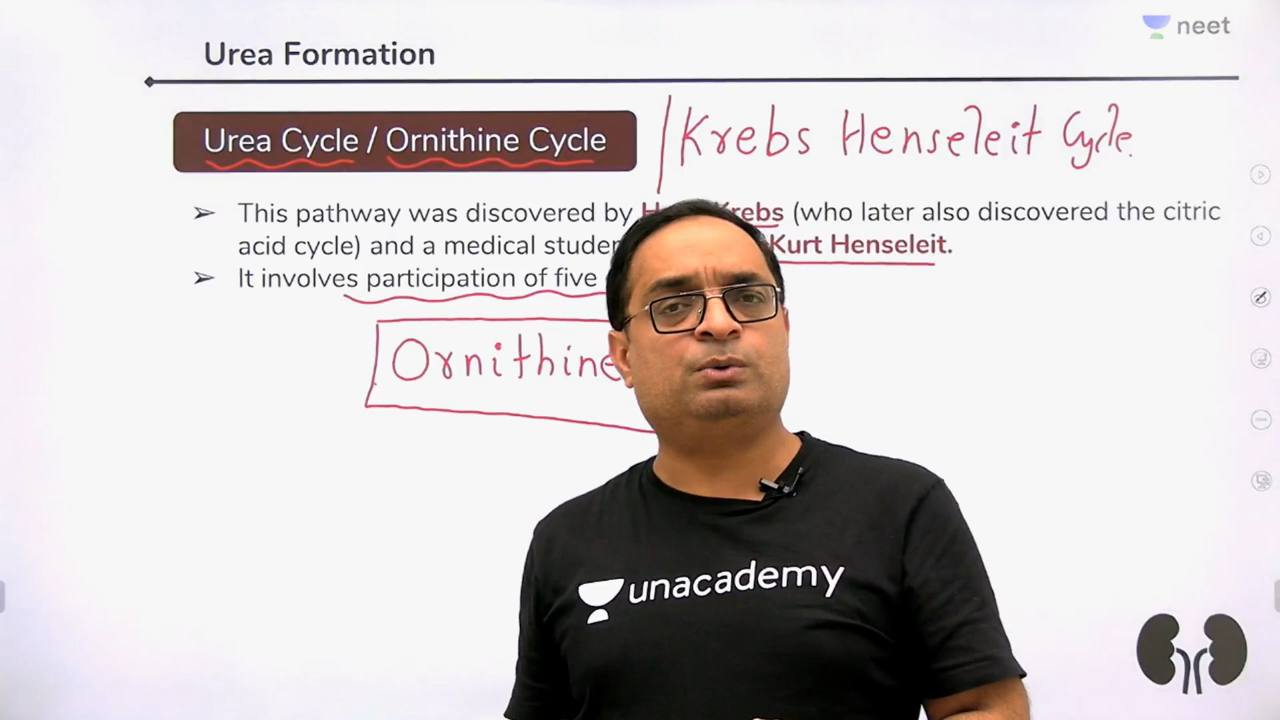 neet
Urea Formation
Urea Cycle / Ornithine Cycle
Krebs Henseleit Cycle.
➢ This pathway was discovered by Krebs (who later also discovered the citric
acid cycle) and a medical Kurt Henseleit.
➢ It involves participation of five
Ornithine
unacademy